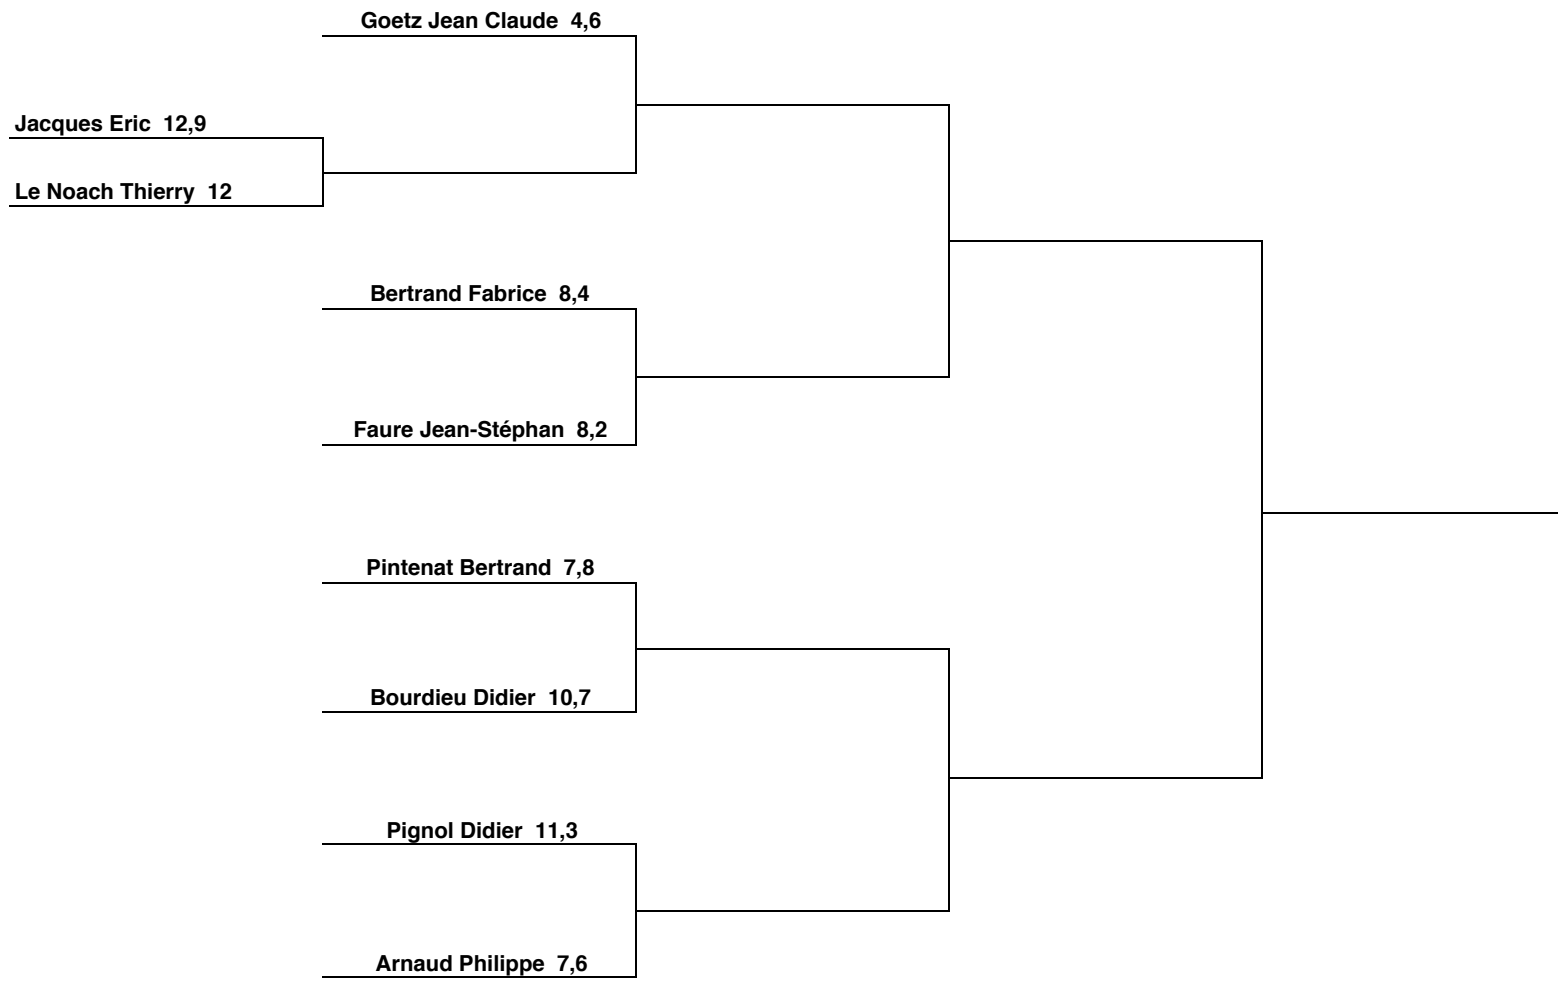 Goetz Jean Claude 4,6
Jacques Eric 12,9
Le Noach Thierry 12
Bertrand Fabrice 8,4
Faure Jean-Stéphan 8,2
Pintenat Bertrand 7,8
Bourdieu Didier 10,7
Pignol Didier 11,3
Arnaud Philippe 7,6